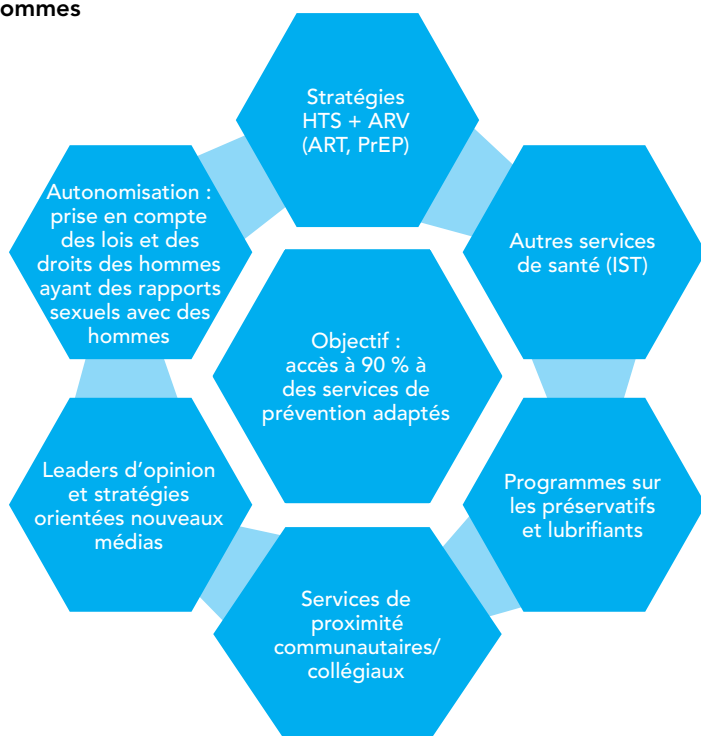 ommes
Stratégies
HTS + ARV
(ART, PrEP)
Autonomisation :
prise en compte
des lois et des
droits des hommes
ayant des rapports
sexuels avec des
hommes
Autres services
de santé (IST)
Objectif :
accès à 90 % à
des services de
prévention adaptés
Leaders d’opinion
et stratégies
orientées nouveaux
médias
Programmes sur
les préservatifs
et lubrifiants
Services de
proximité
communautaires/
collégiaux